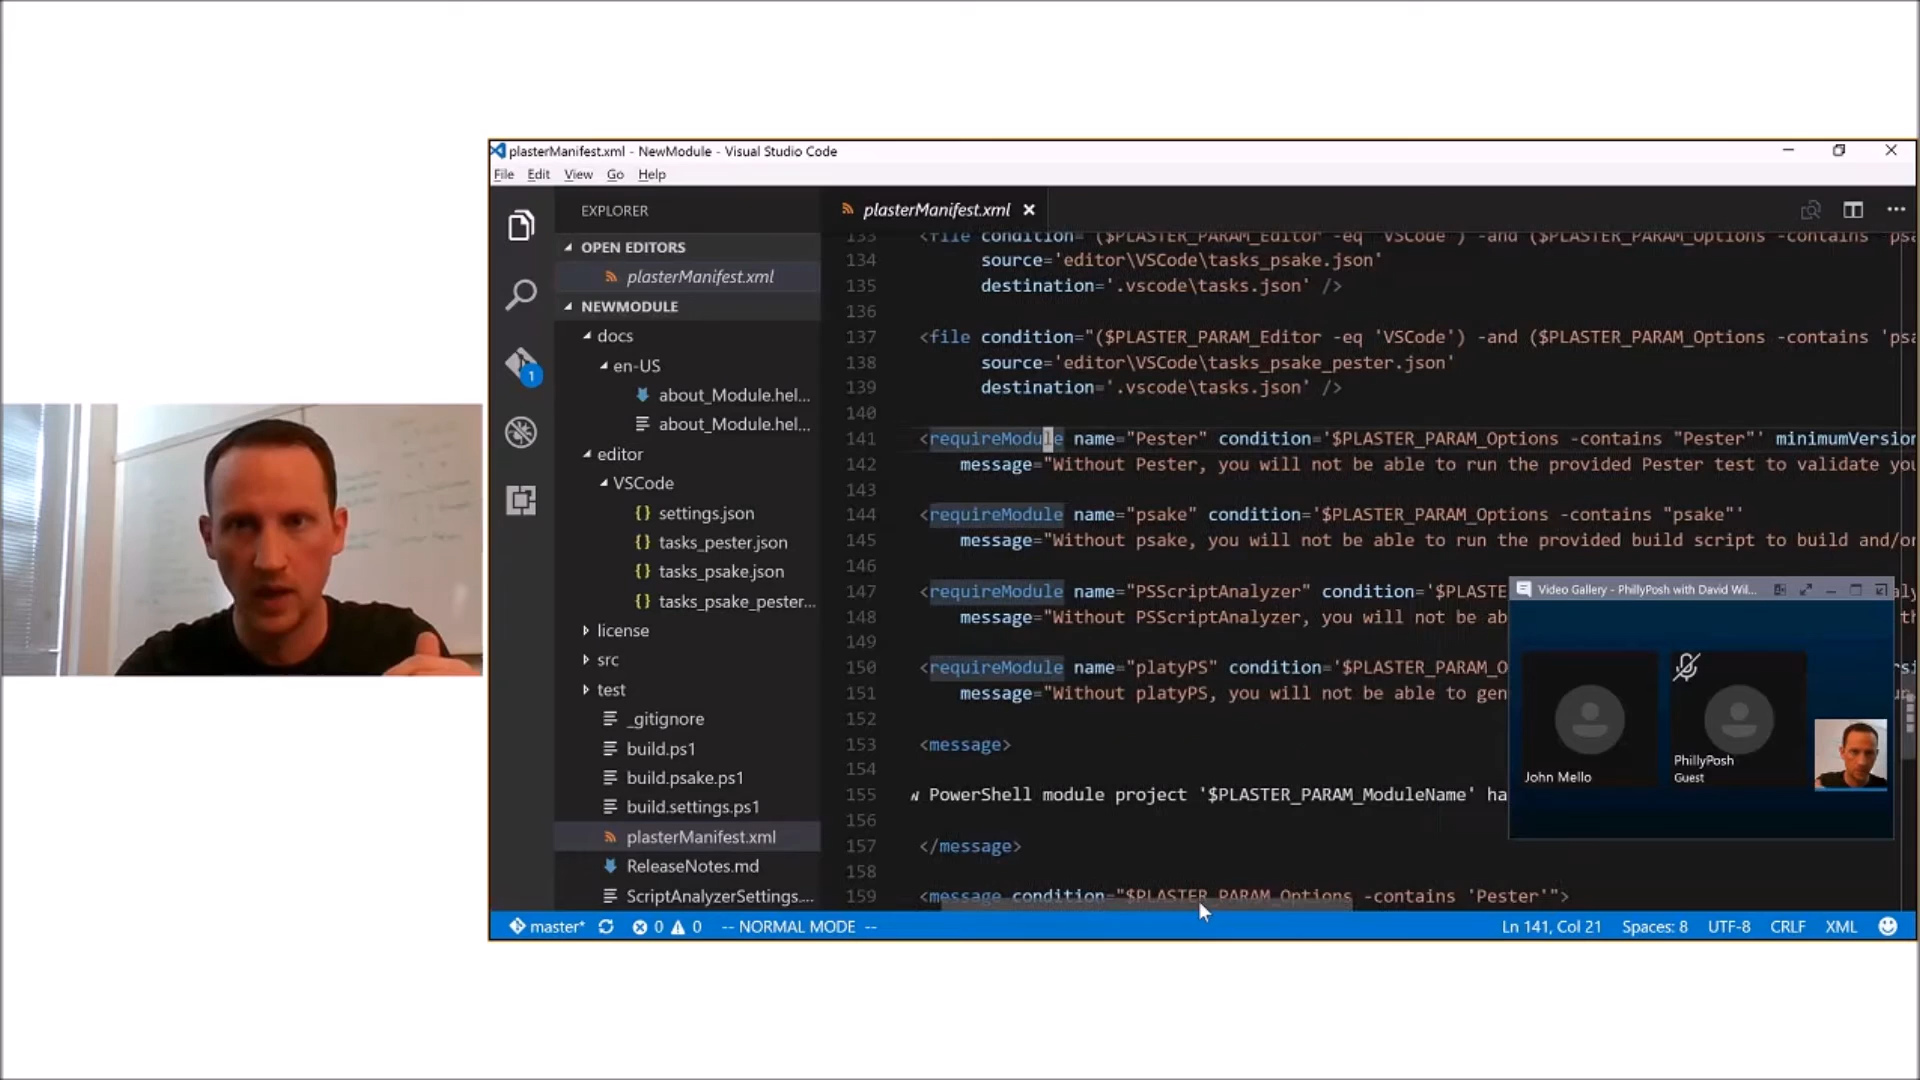 plasterManifest.xml - NewModule - Visual Studio Code
File Edit View Go Help
EXPLORER
OPEN EDITORS
plasterManifest.xml
NEWMODULE
docs
en-US
about_Module.hel...
about_Module.hel...
editor
VSCode
settings.json
tasks_pester.json
tasks_psake.json
tasks_psake_pester...
license
src
test
_gitignore
build.ps1
build.psake.ps1
build.settings.ps1
plasterManifest.xml
ReleaseNotes.md
ScriptAnalyzerSettings....
1
plasterManifest.xml
133 <file condition="($PLASTER_PARAM_Editor -eq 'VSCode') -and ($PLASTER_PARAM_Options -contains 'psa
134 source='editor\VSCode\tasks_psake.json'
135 destination='.vscode\tasks.json' />
136
137 <file condition="($PLASTER_PARAM_Editor -eq 'VSCode') -and ($PLASTER_PARAM_Options -contains 'psa
138 source='editor\VSCode\tasks_psake_pester.json'
139 destination='.vscode\tasks.json' />
140
141 <requireModule name="Pester" condition='$PLASTER_PARAM_Options -contains "Pester"' minimumVersion
142 message="Without Pester, you will not be able to run the provided Pester test to validate you
143
144 <requireModule name="psake" condition='$PLASTER_PARAM_Options -contains "psake"'
145 message="Without psake, you will not be able to run the provided build script to build and/or
146
147 <requireModule name="PSScriptAnalyzer" condition='$PLAST
148 message="Without PSScriptAnalyzer, you will not be ab
149
150 <requireModule name="platyPS" condition='$PLASTER_PARAM_O
151 message="Without platyPS, you will not be able to gen
152
153 <message>
154
155 PowerShell module project '$PLASTER_PARAM_ModuleName' ha
156
157 </message>
158
159 <message condition="$PLASTER_PARAM_Options -contains 'Pester'">
Video Gallery - PhillyPosh with David Wil...
John Mello
PhillyPosh
Guest
master* 0 0 -- NORMAL MODE -- Ln 141, Col 21 Spaces: 8 UTF-8 CRLF XML